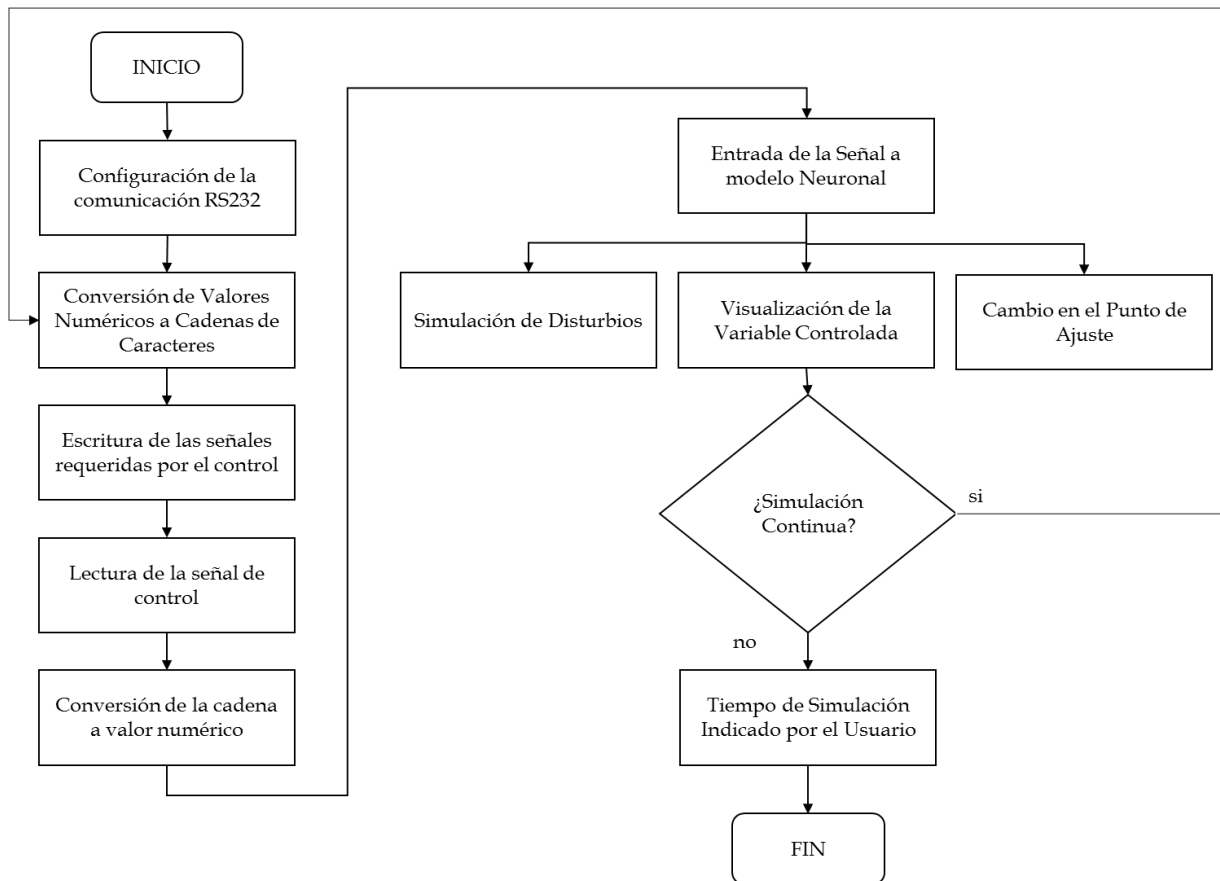 INICIO
Configuración de la
comunicación RS232
Conversión de Valores
Numéricos a Cadenas de
Caracteres
Escritura de las señales
requeridas por el control
Lectura de la señal de
control
Conversión de la cadena
a valor numérico
Entrada de la Señal a
modelo Neuronal
Simulación de Disturbios
Visualización de la
Variable Controlada
Cambio en el Punto de
Ajuste
¿Simulación
Continua?
si
no
Tiempo de Simulación
Indicado por el Usuario
FIN